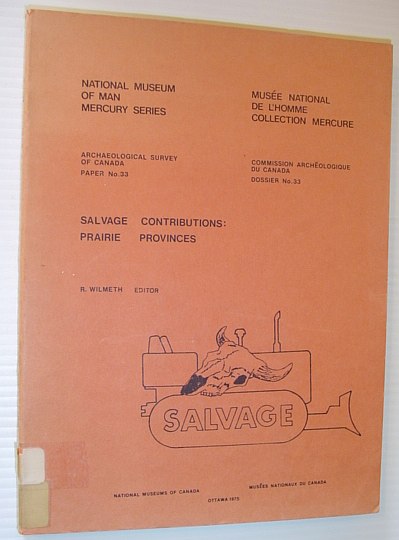 NATIONAL MUSEUM
OF MAN
MERCURY SERIES
MUSÉE NATIONAL
DE L'HOMME
COLLECTION MERCURE
ARCHAEOLOGICAL SURVEY
OF CANADA
PAPER No.33
COMMISSION ARCHÉOLOGIQUE
DU CANADA
DOSSIER No.33
SALVAGE CONTRIBUTIONS:
PRAIRIE PROVINCES
R. WILMETH EDITOR
SALVAGE
NATIONAL MUSEUMS OF CANADA
MUSÉES NATIONAUX DU CANADA
OTTAWA 1975